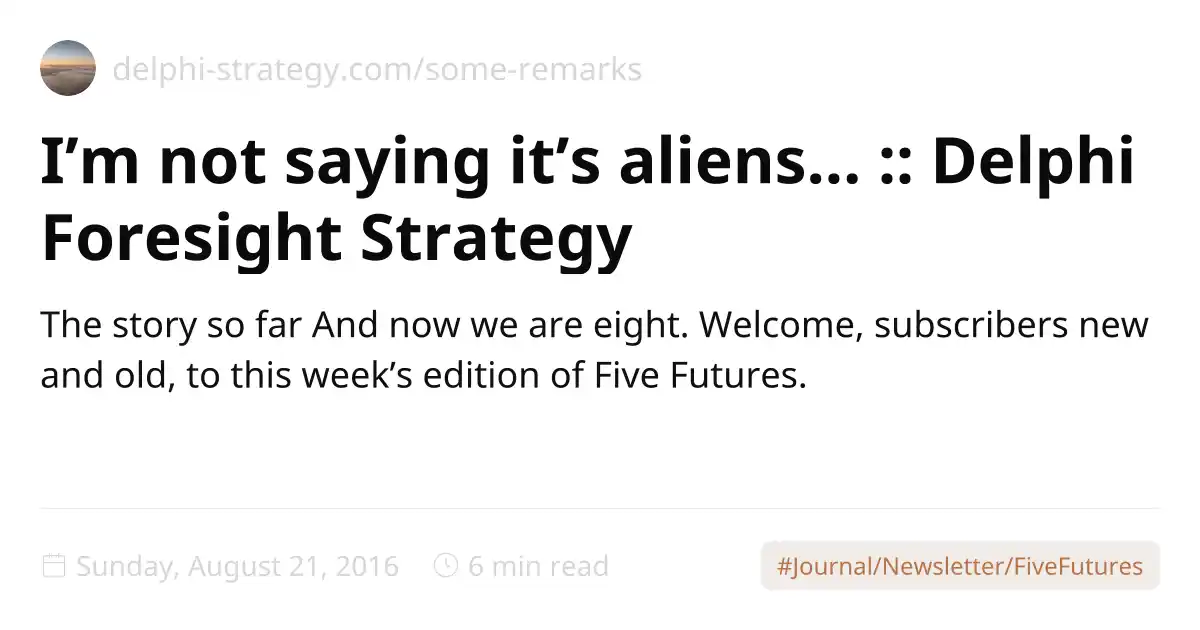 delphi-strategy.com/some-remarks
I’m not saying it’s aliens… :: Delphi
Foresight Strategy
The story so far And now we are eight. Welcome, subscribers new
and old, to this week’s edition of Five Futures.
Sunday, August 21, 2016 6 min read #Journal/Newsletter/FiveFutures